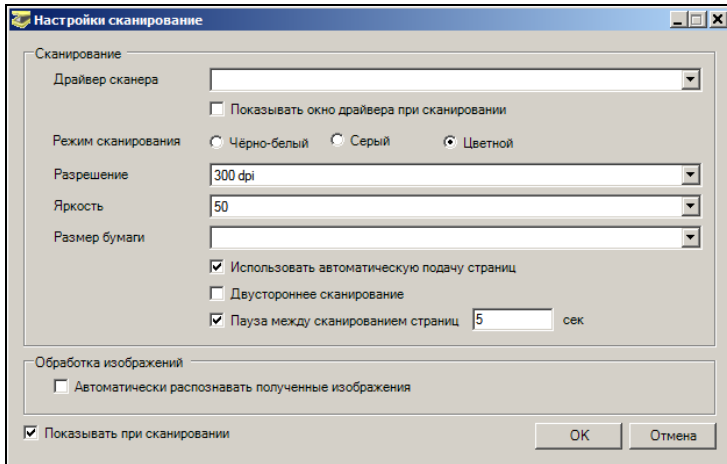 Настройки сканирование
Сканирование
Драйвер сканера
Показывать окно драйвера при сканировании
Режим сканирования Чёрно-белый Серый Цветной
Разрешение 300 dpi
Яркость 50
Размер бумаги
Использовать автоматическую подачу страниц
Двустороннее сканирование
Пауза между сканированием страниц 5 сек
Обработка изображений
Автоматически распознавать полученные изображения
Показывать при сканировании OK Отмена